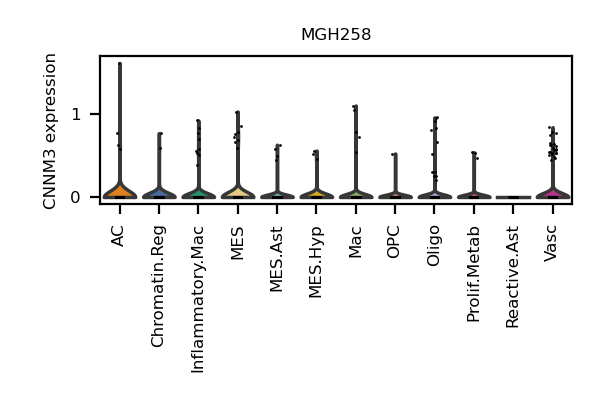 MGH258
CNNM3 expression
1
0
AC
Chromatin.Reg
Inflammatory.Mac
MES
MES.Ast
MES.Hyp
Mac
OPC
Oligo
Prolif.Metab
Reactive.Ast
Vasc